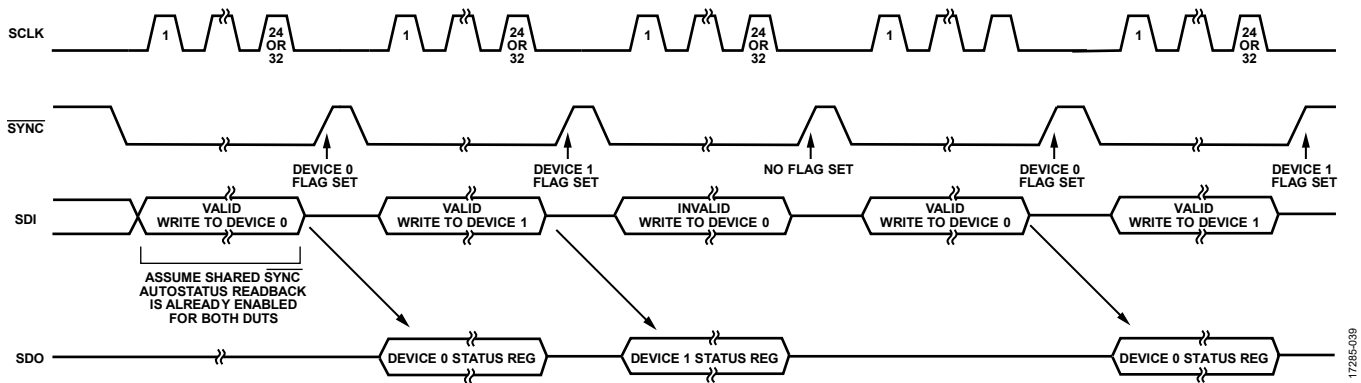 SCLK
1
24
OR
32
1
24
OR
32
1
24
OR
32
1
1
24
OR
32
SYNC
DEVICE 0
FLAG SET
DEVICE 1
FLAG SET
NO FLAG SET
DEVICE 0
FLAG SET
DEVICE 1
FLAG SET
SDI
VALID
WRITE TO DEVICE 0
VALID
WRITE TO DEVICE 1
INVALID
WRITE TO DEVICE 0
VALID
WRITE TO DEVICE 0
VALID
WRITE TO DEVICE 1
ASSUME SHARED SYNC
AUTOSTATUS READBACK
IS ALREADY ENABLED
FOR BOTH DUTS
SDO
DEVICE 0 STATUS REG
DEVICE 1 STATUS REG
DEVICE 0 STATUS REG
17285-039